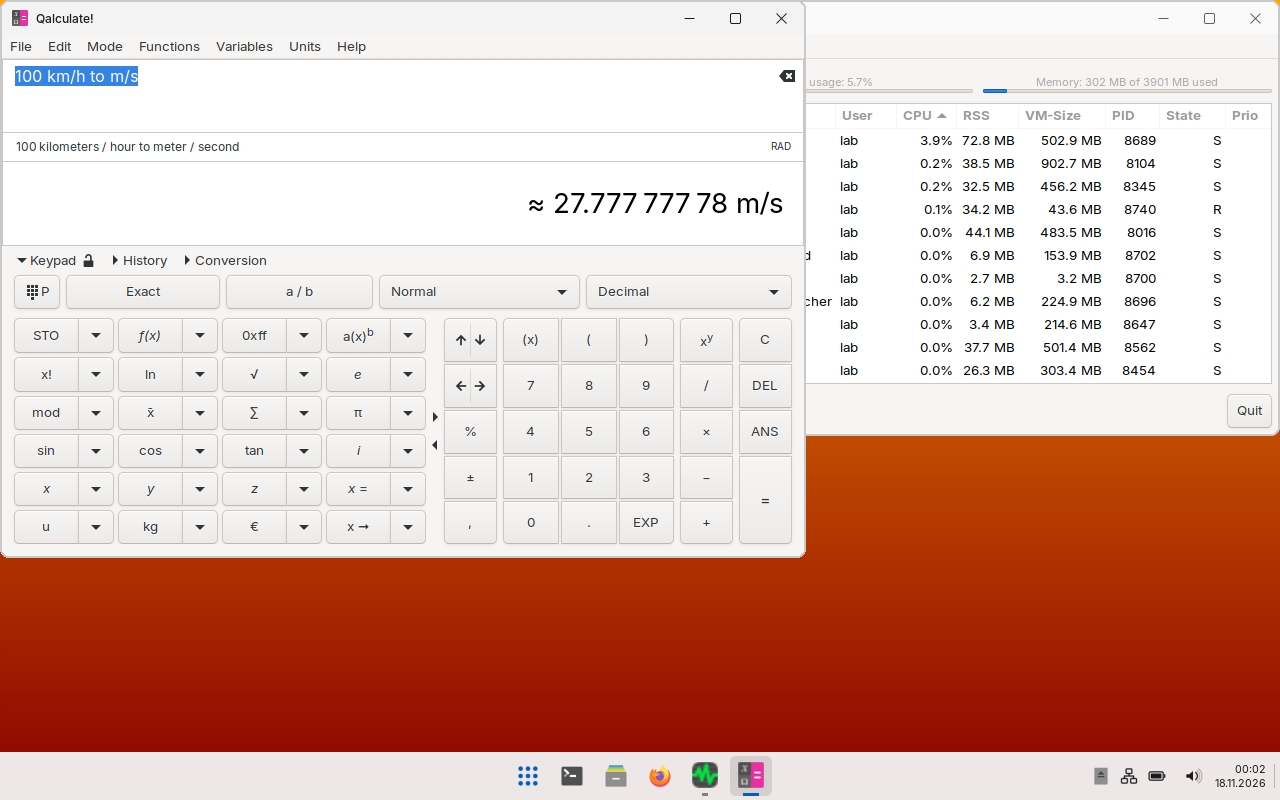 Qalculate!
File Edit Mode Functions Variables Units Help
100 km/h to m/s
100 kilometers / hour to meter / second RAD
≈ 27.777 777 78 m/s
Keypad History Conversion
P Exact a / b Normal Decimal
STO f(x) 0xff a(x)b (x) ( ) xy C
x! ln √ e 7 8 9 / DEL
mod x̄ ∑ π % 4 5 6 × ANS
sin cos tan i ± 1 2 3 − =
x y z x = , 0 . EXP +
u kg € x →
usage: 5.7% Memory: 302 MB of 3901 MB used
User CPU RSS VM-Size PID State Prio
lab 3.9% 72.8 MB 502.9 MB 8689 S
lab 0.2% 38.5 MB 902.7 MB 8104 S
lab 0.2% 32.5 MB 456.2 MB 8345 S
lab 0.1% 34.2 MB 43.6 MB 8740 R
lab 0.0% 44.1 MB 483.5 MB 8016 S
d lab 0.0% 6.9 MB 153.9 MB 8702 S
lab 0.0% 2.7 MB 3.2 MB 8700 S
cher lab 0.0% 6.2 MB 224.9 MB 8696 S
lab 0.0% 3.4 MB 214.6 MB 8647 S
lab 0.0% 37.7 MB 501.4 MB 8562 S
lab 0.0% 26.3 MB 303.4 MB 8454 S
Quit
00:02
18.11.2026